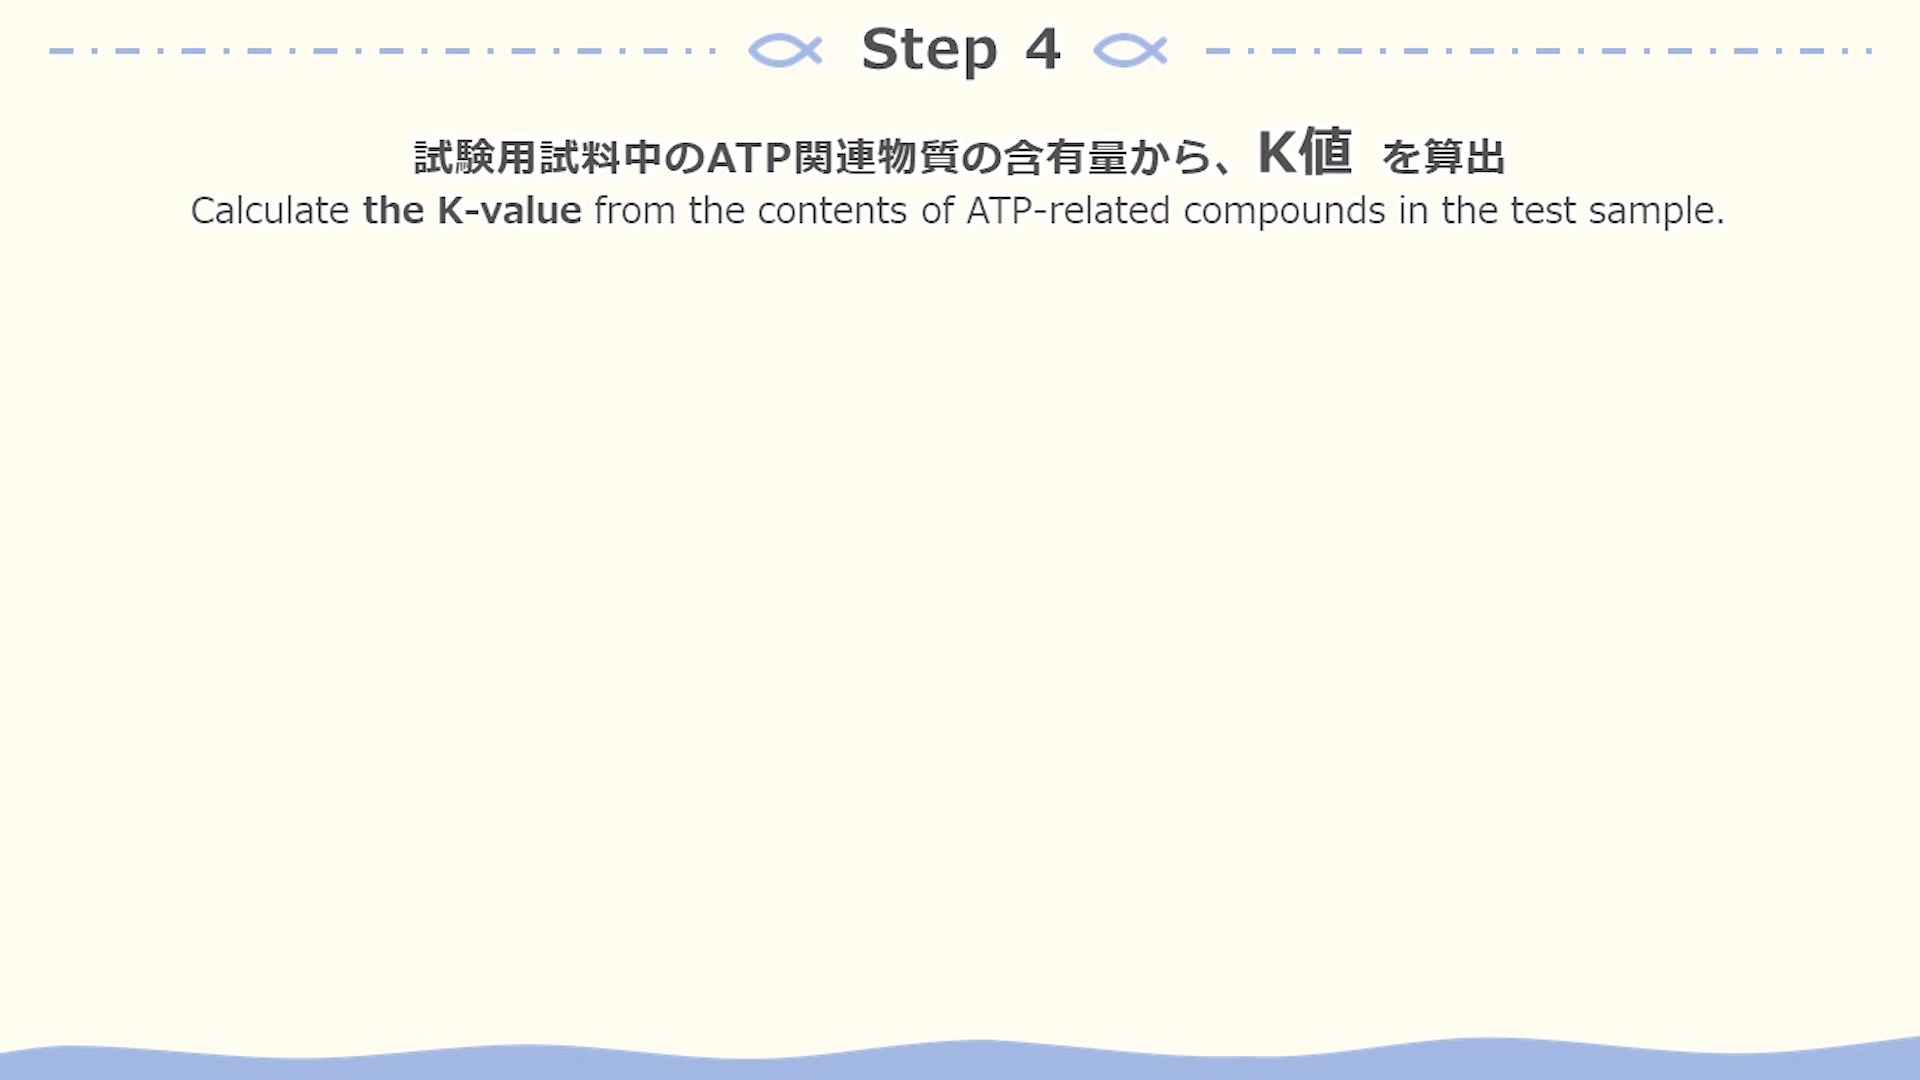 Step 4
試験用試料中のATP関連物質の含有量から、K値 を算出
Calculate the K-value from the contents of ATP-related compounds in the test sample.